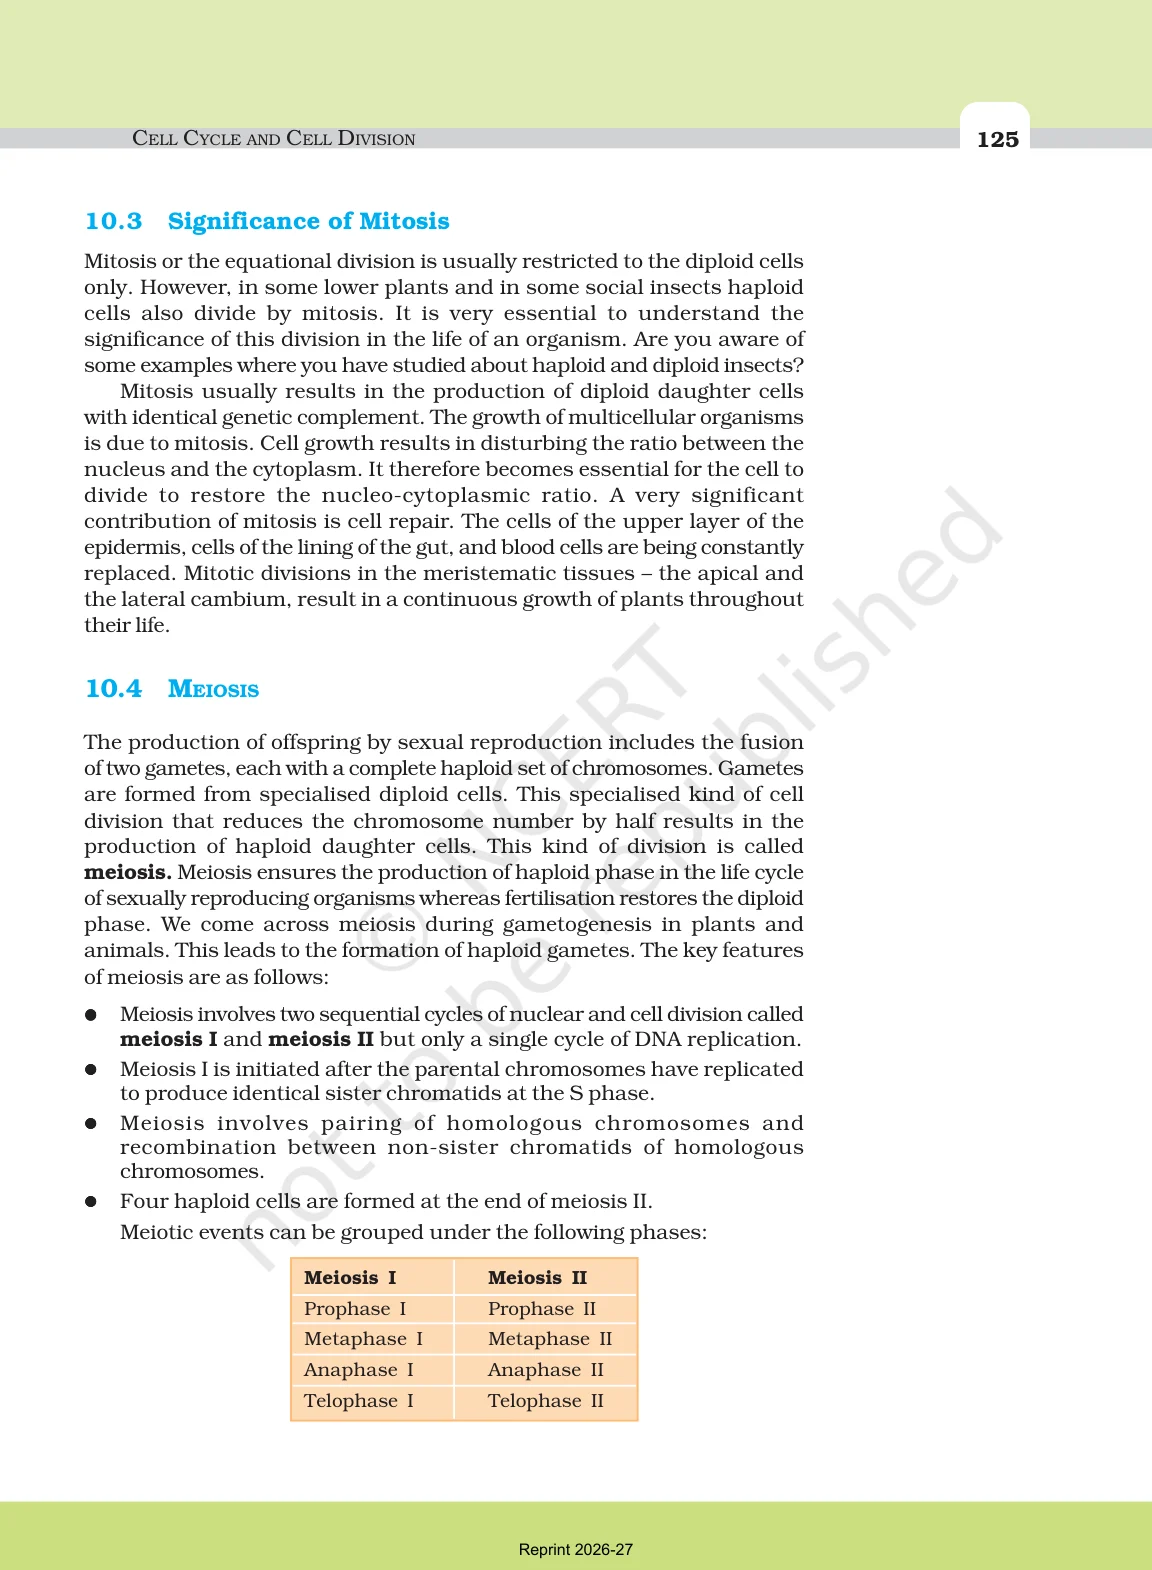 CELL CYCLE AND CELL DIVISION
125
10.3 Significance of Mitosis
Mitosis or the equational division is usually restricted to the diploid cells
only. However, in some lower plants and in some social insects haploid
cells also divide by mitosis. It is very essential to understand the
significance of this division in the life of an organism. Are you aware of
some examples where you have studied about haploid and diploid insects?
Mitosis usually results in the production of diploid daughter cells
with identical genetic complement. The growth of multicellular organisms
is due to mitosis. Cell growth results in disturbing the ratio between the
nucleus and the cytoplasm. It therefore becomes essential for the cell to
divide to restore the nucleo-cytoplasmic ratio. A very significant
contribution of mitosis is cell repair. The cells of the upper layer of the
epidermis, cells of the lining of the gut, and blood cells are being constantly
replaced. Mitotic divisions in the meristematic tissues – the apical and
the lateral cambium, result in a continuous growth of plants throughout
their life.
10.4 MEIOSIS
The production of offspring by sexual reproduction includes the fusion
of two gametes, each with a complete haploid set of chromosomes. Gametes
are formed from specialised diploid cells. This specialised kind of cell
division that reduces the chromosome number by half results in the
production of haploid daughter cells. This kind of division is called
meiosis. Meiosis ensures the production of haploid phase in the life cycle
of sexually reproducing organisms whereas fertilisation restores the diploid
phase. We come across meiosis during gametogenesis in plants and
animals. This leads to the formation of haploid gametes. The key features
of meiosis are as follows:
● Meiosis involves two sequential cycles of nuclear and cell division called
meiosis I and meiosis II but only a single cycle of DNA replication.
● Meiosis I is initiated after the parental chromosomes have replicated
to produce identical sister chromatids at the S phase.
● Meiosis involves pairing of homologous chromosomes and
recombination between non-sister chromatids of homologous
chromosomes.
● Four haploid cells are formed at the end of meiosis II.
Meiotic events can be grouped under the following phases:
Meiosis I Meiosis II
Prophase I Prophase II
Metaphase I Metaphase II
Anaphase I Anaphase II
Telophase I Telophase II
© NCERT
not to be republished
Reprint 2026-27